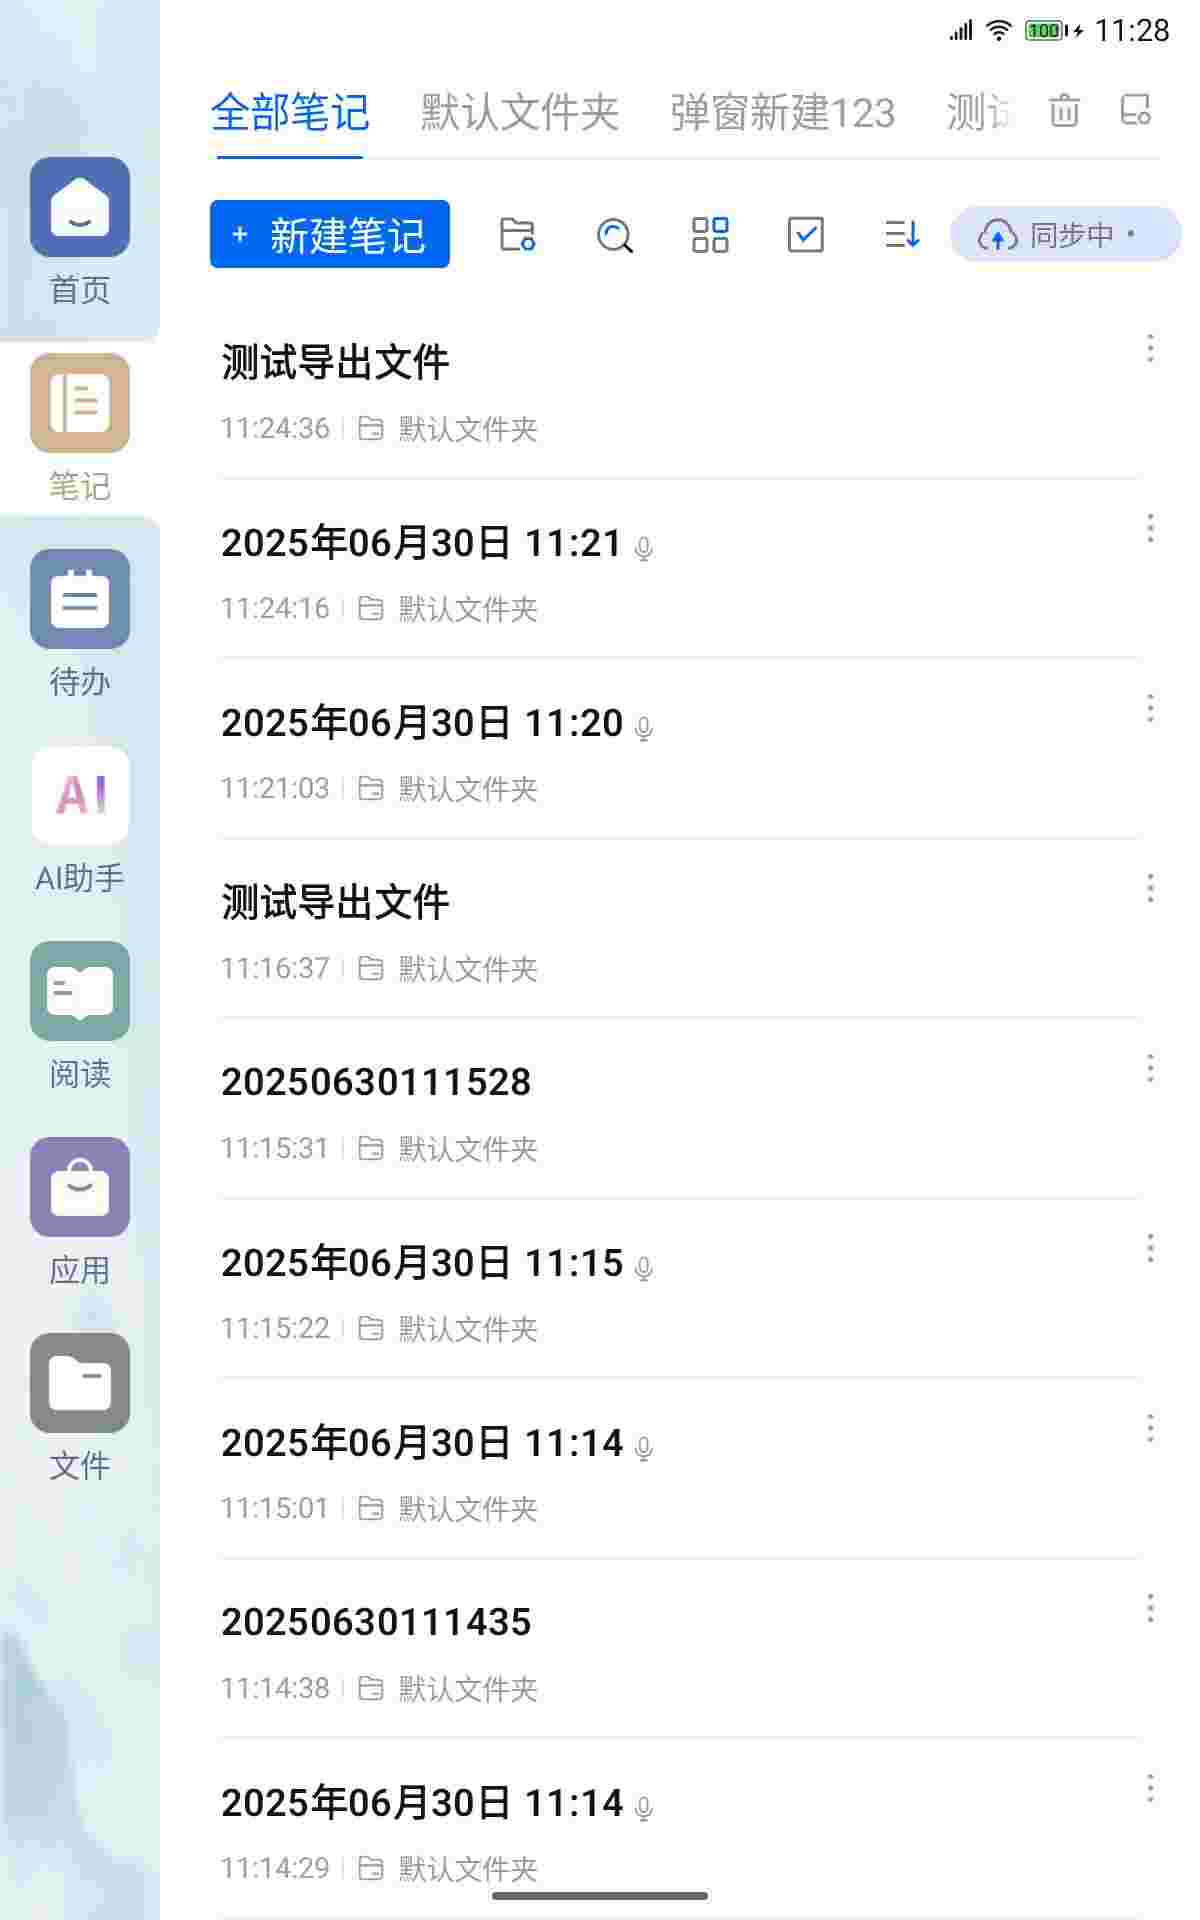 100 11:28
全部笔记 默认文件夹 弹窗新建123 测试
+ 新建笔记 同步中
首页
笔记
待办
AI
AI助手
阅读
应用
文件
测试导出文件
11:24:36 默认文件夹
2025年06月30日 11:21
11:24:16 默认文件夹
2025年06月30日 11:20
11:21:03 默认文件夹
测试导出文件
11:16:37 默认文件夹
20250630111528
11:15:31 默认文件夹
2025年06月30日 11:15
11:15:22 默认文件夹
2025年06月30日 11:14
11:15:01 默认文件夹
20250630111435
11:14:38 默认文件夹
2025年06月30日 11:14
11:14:29 默认文件夹